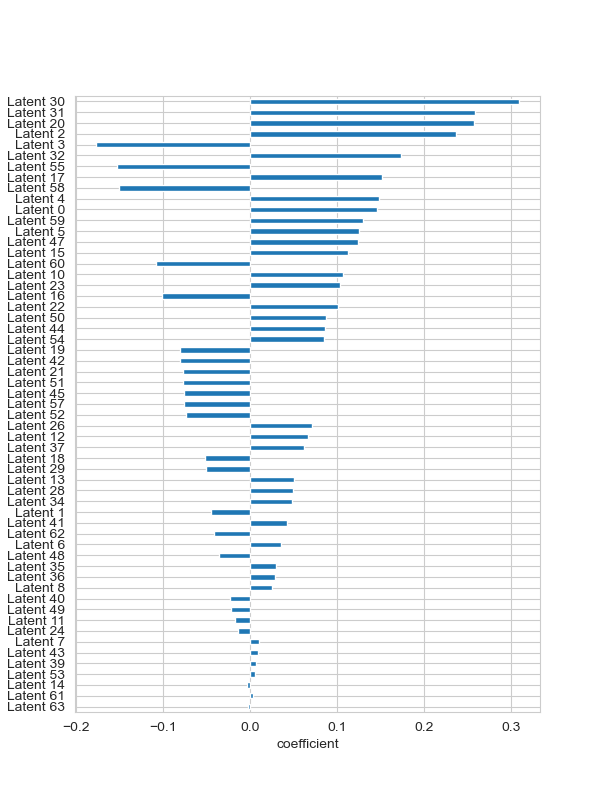 Latent 30
Latent 31
Latent 20
Latent 2
Latent 3
Latent 32
Latent 55
Latent 17
Latent 58
Latent 4
Latent 0
Latent 59
Latent 5
Latent 47
Latent 15
Latent 60
Latent 10
Latent 23
Latent 16
Latent 22
Latent 50
Latent 44
Latent 54
Latent 19
Latent 42
Latent 21
Latent 51
Latent 45
Latent 57
Latent 52
Latent 26
Latent 12
Latent 37
Latent 18
Latent 29
Latent 13
Latent 28
Latent 34
Latent 1
Latent 41
Latent 62
Latent 6
Latent 48
Latent 35
Latent 36
Latent 8
Latent 40
Latent 49
Latent 11
Latent 24
Latent 7
Latent 43
Latent 39
Latent 53
Latent 14
Latent 61
Latent 63
−0.2 −0.1 0.0 0.1 0.2 0.3
coefficient